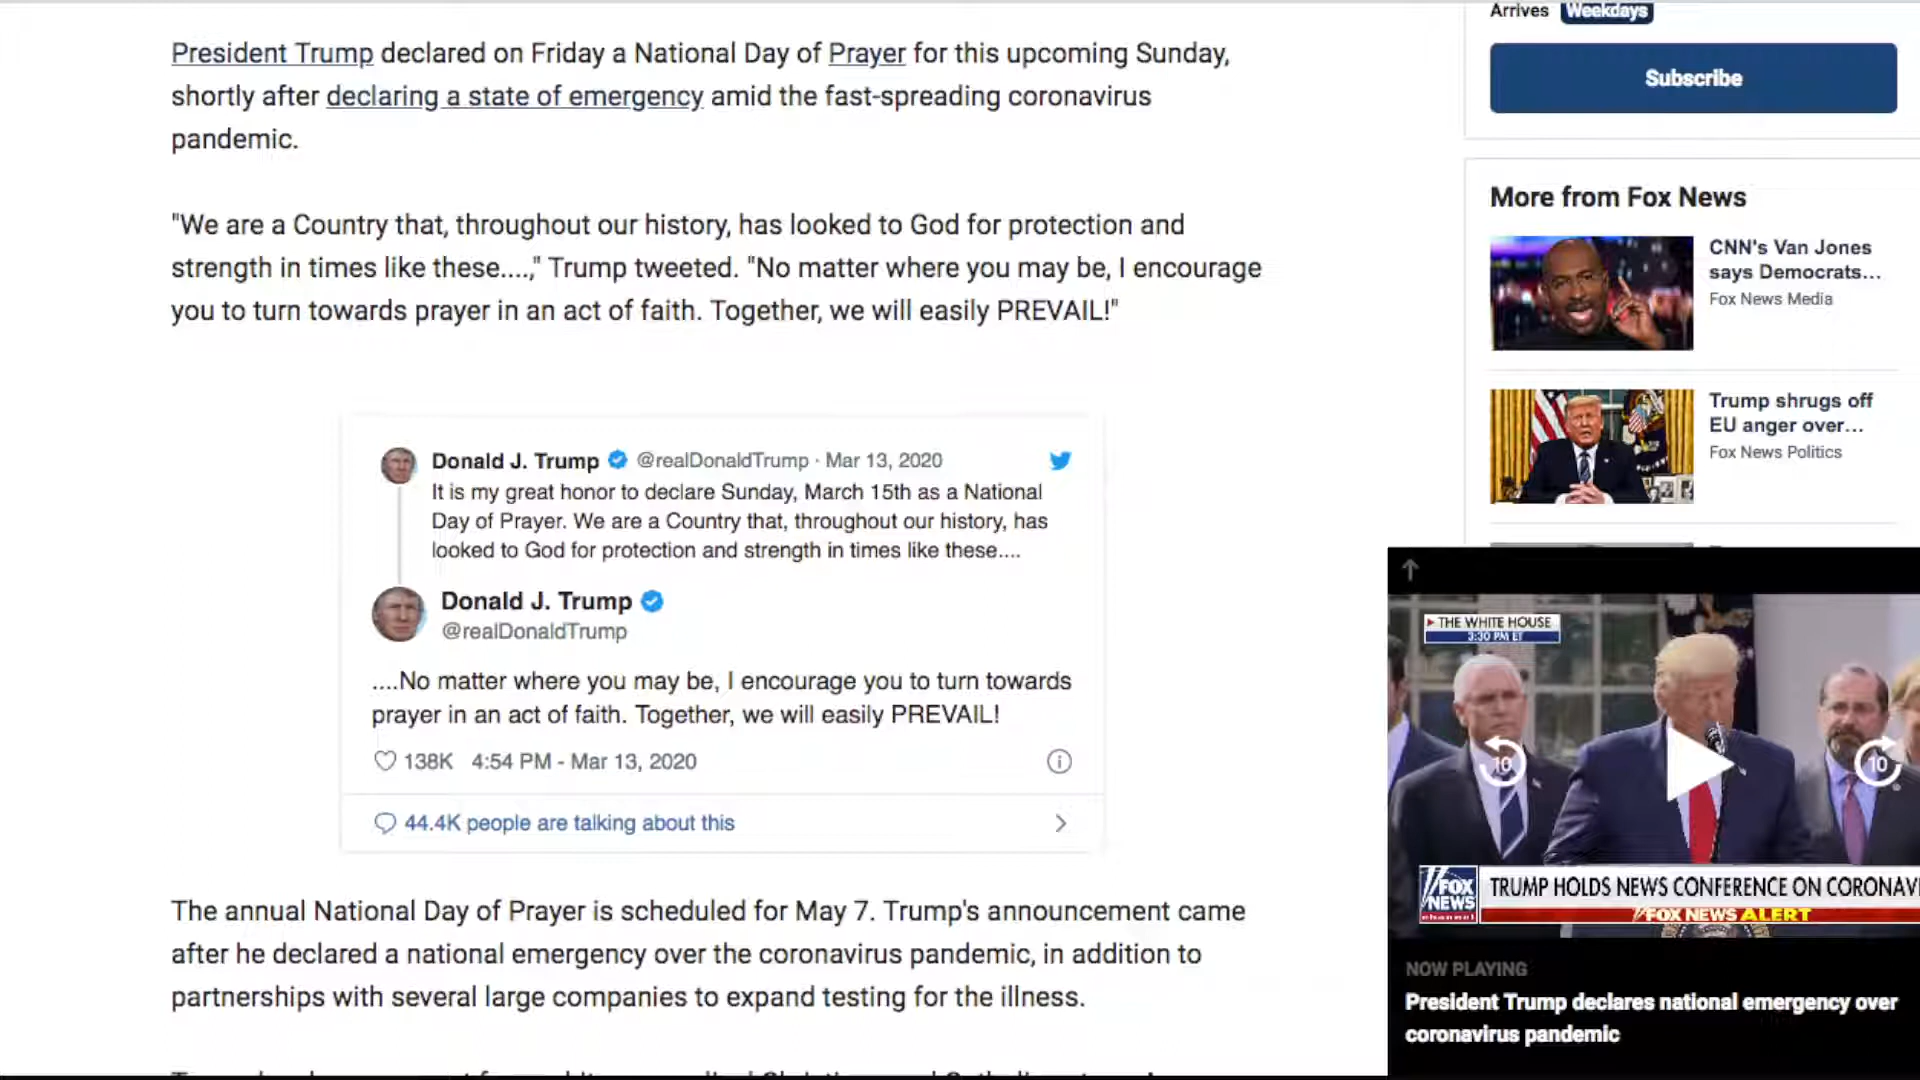 President Trump declared on Friday a National Day of Prayer for this upcoming Sunday,
shortly after declaring a state of emergency amid the fast-spreading coronavirus
pandemic.
"We are a Country that, throughout our history, has looked to God for protection and
strength in times like these....," Trump tweeted. "No matter where you may be, I encourage
you to turn towards prayer in an act of faith. Together, we will easily PREVAIL!"
Donald J. Trump @realDonaldTrump · Mar 13, 2020
It is my great honor to declare Sunday, March 15th as a National
Day of Prayer. We are a Country that, throughout our history, has
looked to God for protection and strength in times like these....
Donald J. Trump
@realDonaldTrump
....No matter where you may be, I encourage you to turn towards
prayer in an act of faith. Together, we will easily PREVAIL!
138K 4:54 PM - Mar 13, 2020
44.4K people are talking about this
The annual National Day of Prayer is scheduled for May 7. Trump's announcement came
after he declared a national emergency over the coronavirus pandemic, in addition to
partnerships with several large companies to expand testing for the illness.
Arrives Weekdays
Subscribe
More from Fox News
CNN's Van Jones
says Democrats...
Fox News Media
Trump shrugs off
EU anger over...
Fox News Politics
THE WHITE HOUSE
3:30 PM ET
10
10
FOX
NEWS
TRUMP HOLDS NEWS CONFERENCE ON CORONAVI
FOX NEWS ALERT
NOW PLAYING
President Trump declares national emergency over
coronavirus pandemic